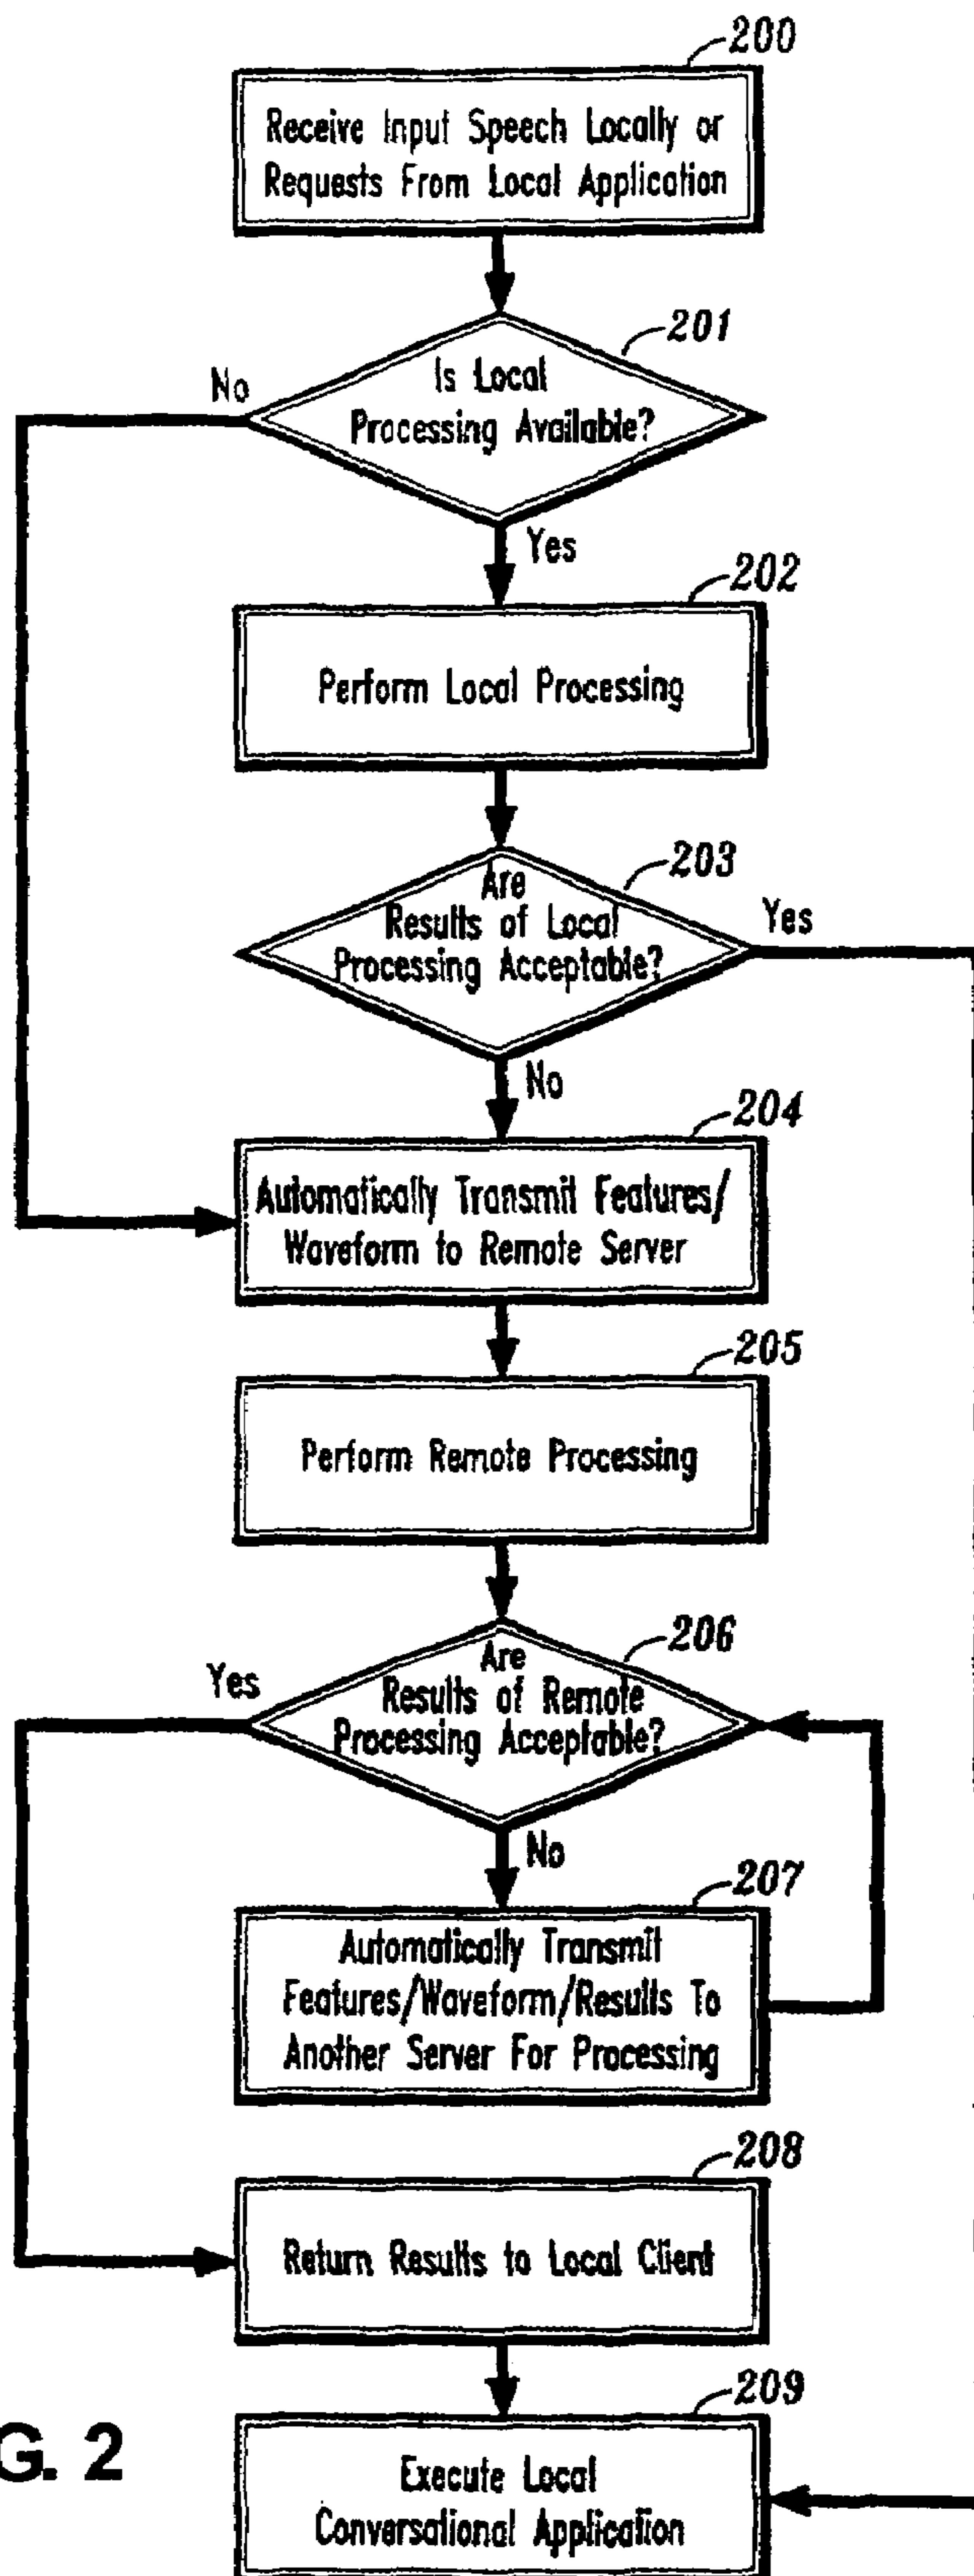 200
Receive Input Speech Locally or
Requests From Local Application
201
No
Is Local
Processing Available?
Yes
202
Perform Local Processing
203
Are
Results of Local
Processing Acceptable?
Yes
No
204
Automatically Transmit Features/
Waveform to Remote Server
205
Perform Remote Processing
206
Yes
Are
Results of Remote
Processing Acceptable?
No
207
Automatically Transmit
Features/Waveform/Results To
Another Server For Processing
208
Return Results to Local Client
209
Execute Local
Conversational Application
G. 2